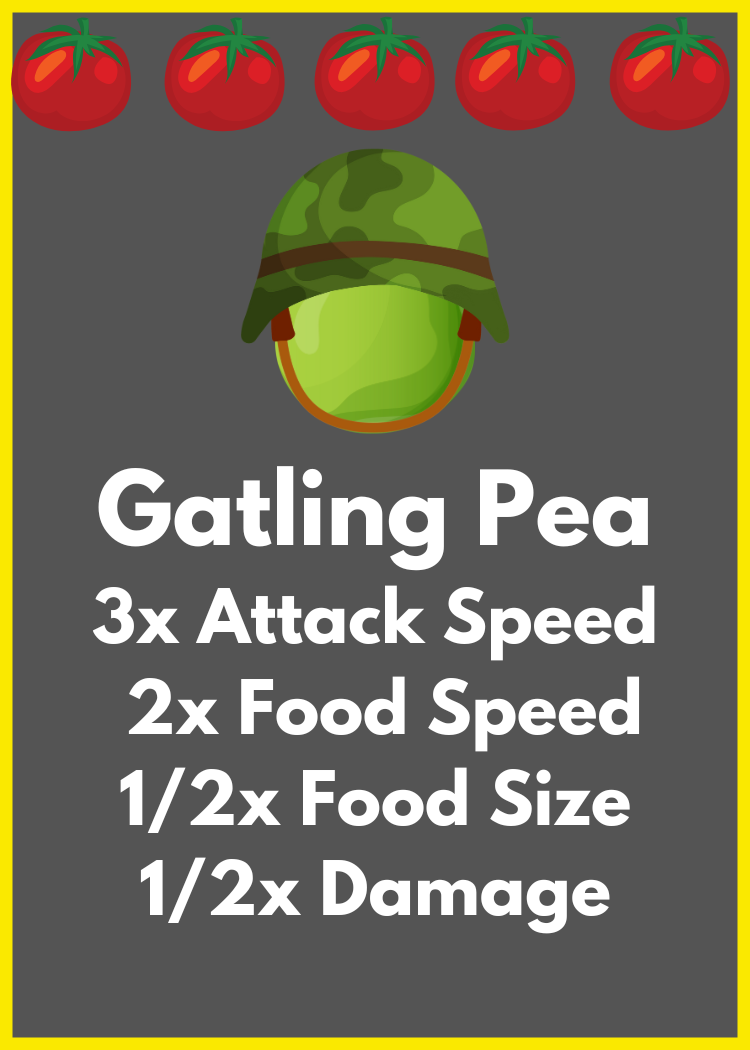 Gatling Pea
3x Attack Speed
2x Food Speed
1/2x Food Size
1/2x Damage